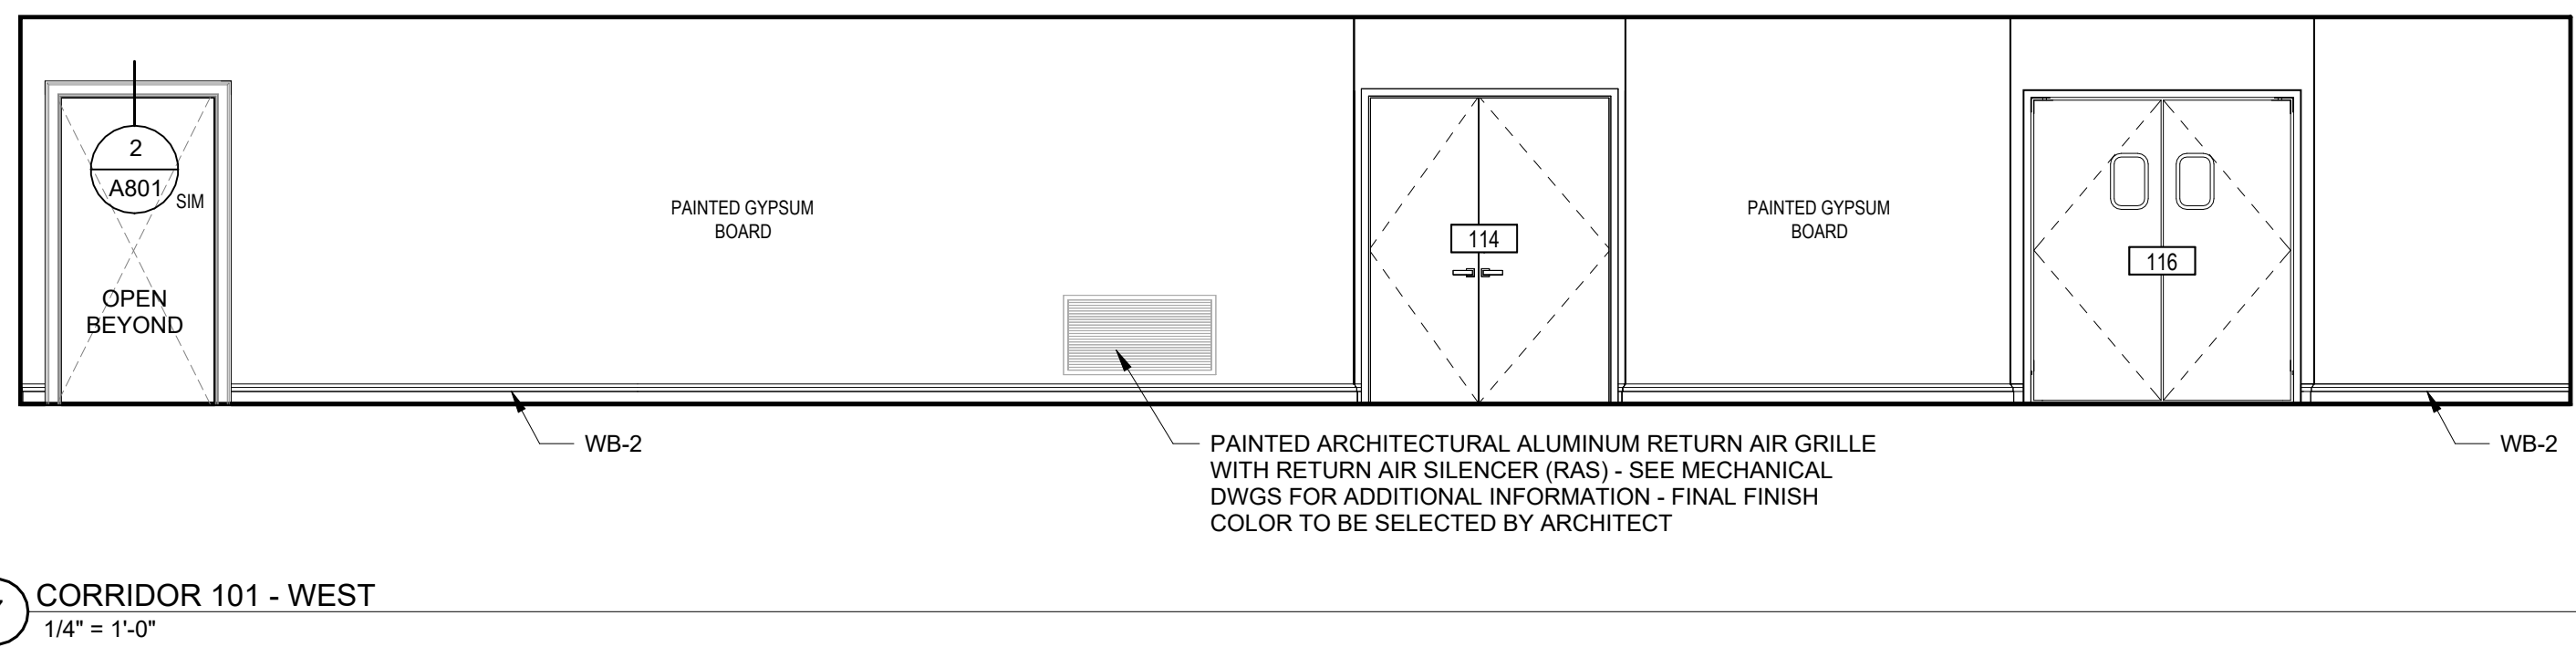 2
A801
SIM
OPEN
BEYOND
PAINTED GYPSUM
BOARD
114
PAINTED GYPSUM
BOARD
116
WB-2
PAINTED ARCHITECTURAL ALUMINUM RETURN AIR GRILLE
WITH RETURN AIR SILENCER (RAS) - SEE MECHANICAL
DWGS FOR ADDITIONAL INFORMATION - FINAL FINISH
COLOR TO BE SELECTED BY ARCHITECT
WB-2
CORRIDOR 101 - WEST
1/4" = 1'-0"